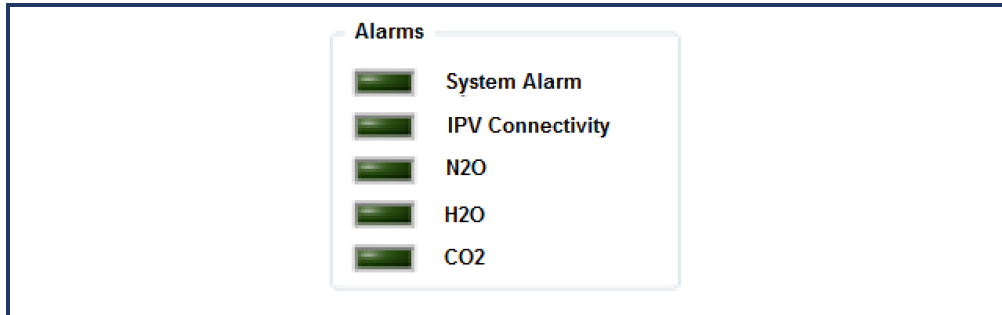 Alarms
System Alarm
IPV Connectivity
N2O
H2O
CO2